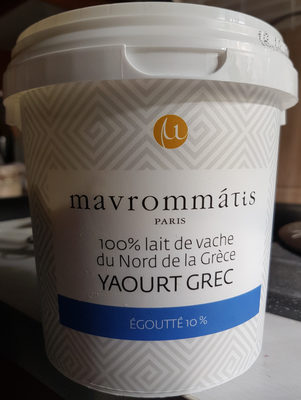 µ
mavrommátis
PARIS
100% lait de vache
du Nord de la Grèce
YAOURT GREC
ÉGOUTTÉ 10 %